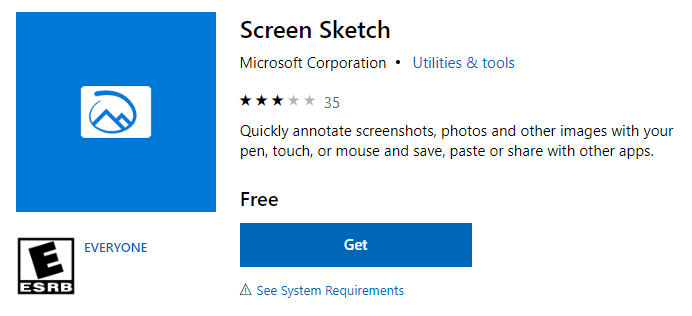 Screen Sketch
Microsoft Corporation • Utilities & tools
35
Quickly annotate screenshots, photos and other images with your
pen, touch, or mouse and save, paste or share with other apps.
Free
Get
E
ESRB
EVERYONE
See System Requirements